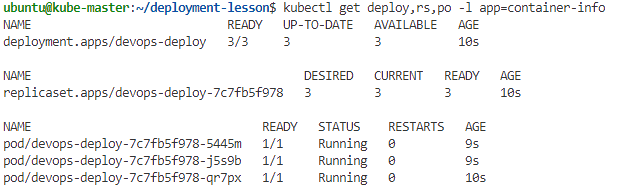 ubuntu@kube-master:~/deployment-lesson$ kubectl get deploy,rs,po -l app=container-info
NAME READY UP-TO-DATE AVAILABLE AGE
deployment.apps/devops-deploy 3/3 3 3 10s
NAME DESIRED CURRENT READY AGE
replicaset.apps/devops-deploy-7c7fb5f978 3 3 3 10s
NAME READY STATUS RESTARTS AGE
pod/devops-deploy-7c7fb5f978-5445m 1/1 Running 0 9s
pod/devops-deploy-7c7fb5f978-j5s9b 1/1 Running 0 9s
pod/devops-deploy-7c7fb5f978-qr7px 1/1 Running 0 10s